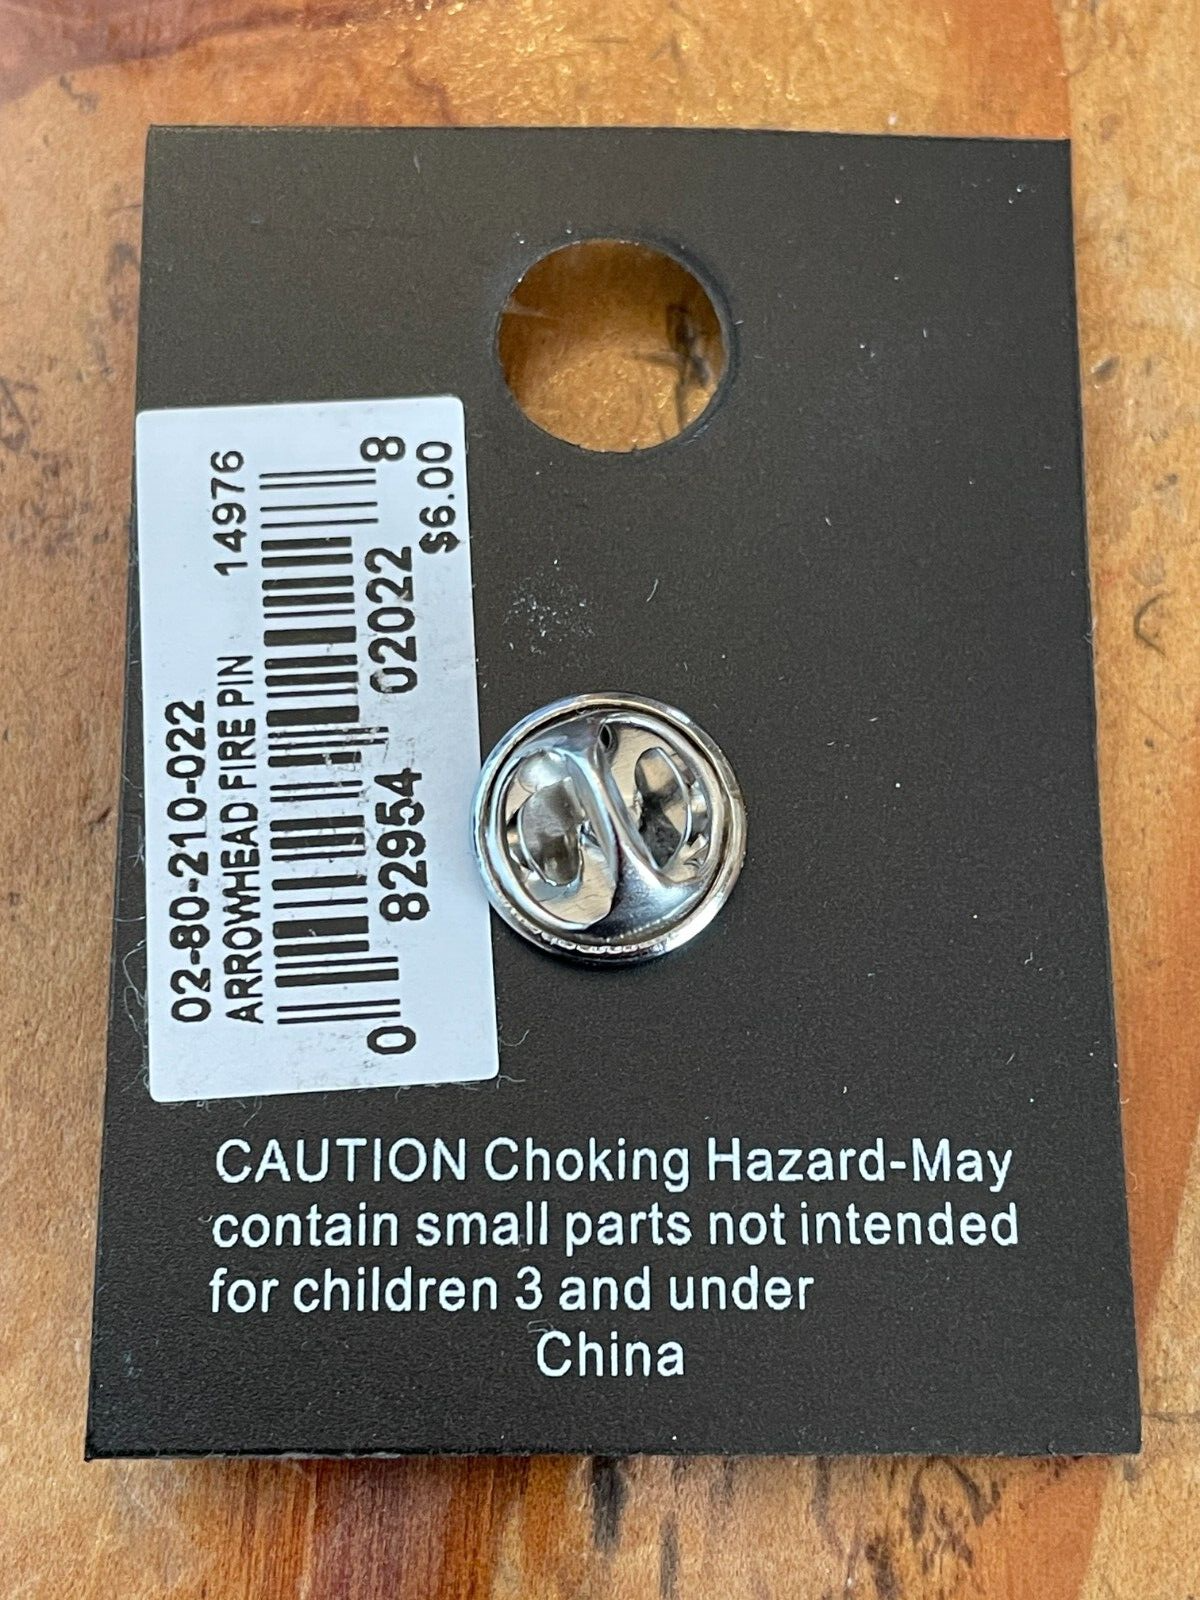 02-80-210-022
ARROWHEAD FIRE PIN 14976
0 82954 02022 8
$6.00
CAUTION Choking Hazard-May
contain small parts not intended
for children 3 and under
China